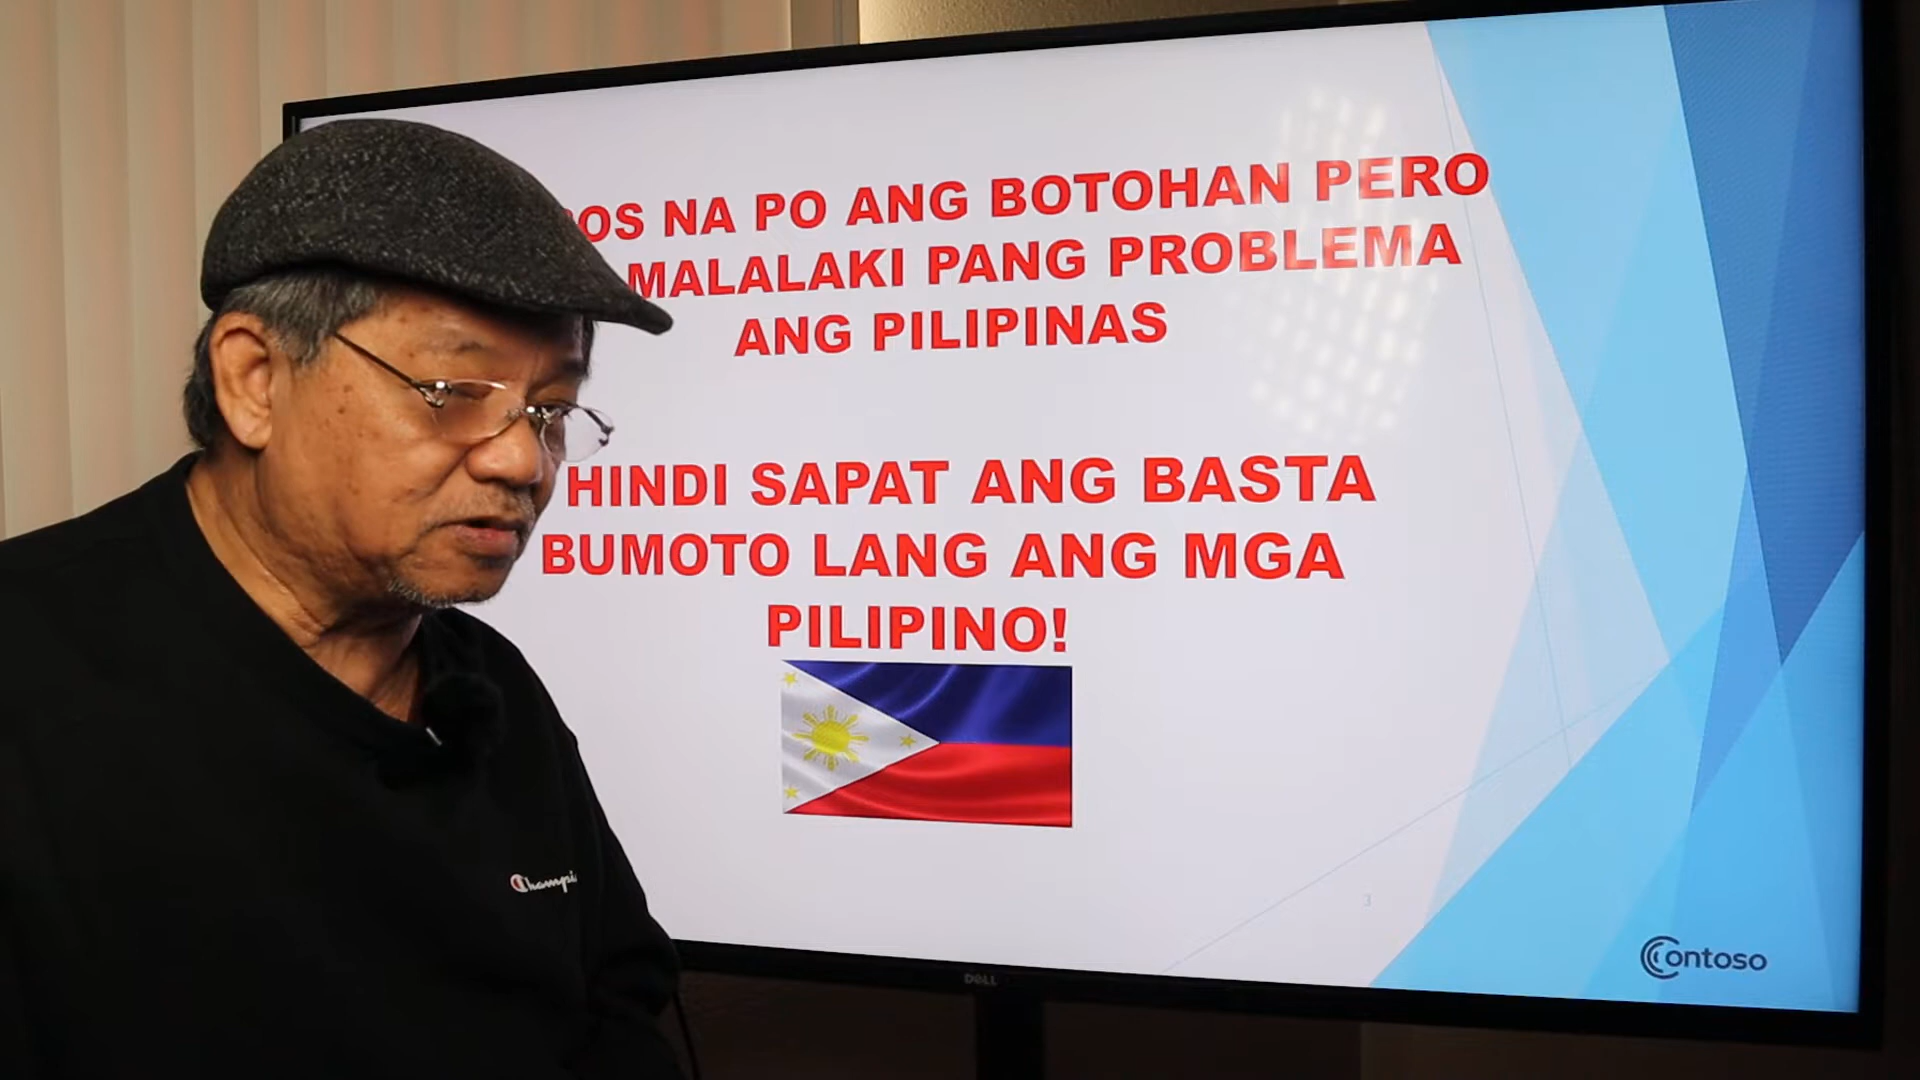 NA PO ANG BOTOHAN PERO
MALALAKI PANG PROBLEMA
ANG PILIPINAS
HINDI SAPAT ANG BASTA
BUMOTO LANG ANG MGA
PILIPINO!
3
Contoso
DELL